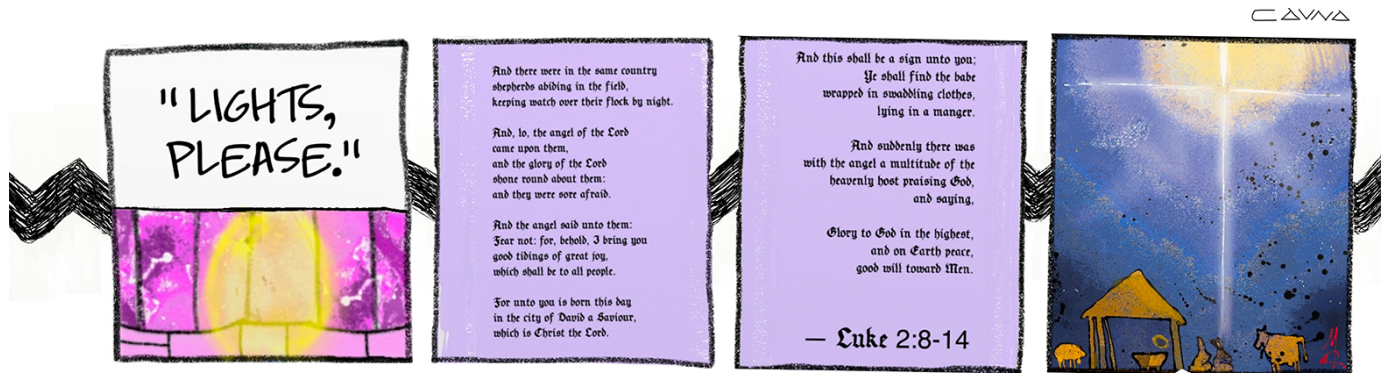 CAVNA
"LIGHTS,
PLEASE."
And there were in the same country
shepherds abiding in the field,
keeping watch over their flock by night.
And, lo, the angel of the Lord
came upon them,
and the glory of the Lord
shone round about them:
and they were sore afraid.
And the angel said unto them:
Fear not: for, behold, I bring you
good tidings of great joy,
which shall be to all people.
For unto you is born this day
in the city of David a Saviour,
which is Christ the Lord.
And this shall be a sign unto you;
Ye shall find the babe
wrapped in swaddling clothes,
lying in a manger.
And suddenly there was
with the angel a multitude of the
heavenly host praising God,
and saying,
Glory to God in the highest,
and on Earth peace,
good will toward Men.
— Luke 2:8-14